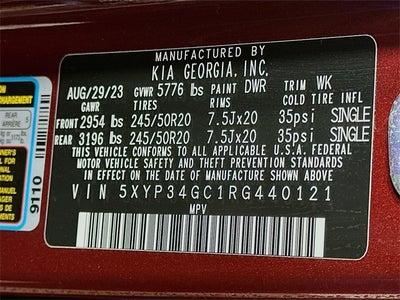 MANUFACTURED BY
KIA GEORGIA, INC.
AUG/29/23 GVWR 5776 lbs PAINT DWR TRIM WK
GAWR TIRES RIMS COLD TIRE INFL
FRONT 2954 lbs 245/50R20 7.5Jx20 35psi SINGLE
REAR 3196 lbs 245/50R20 7.5Jx20 35psi SINGLE
THIS VEHICLE CONFORMS TO ALL APPLICABLE U.S.A. FEDERAL
MOTOR VEHICLE SAFETY AND THEFT PREVENTION STANDARDS
IN EFFECT ON THE DATE OF MANUFACTURE SHOWN ABOVE
VIN 5XYP34GC1RG440121
MPV
REAR
ARRIÈRE
9110